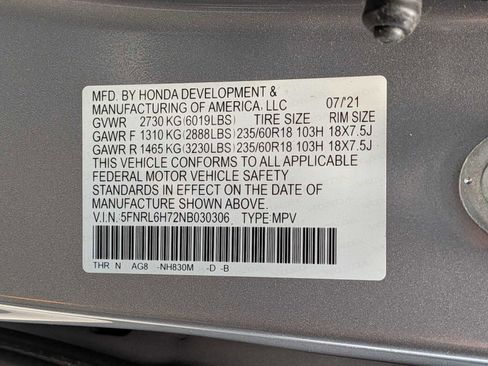 MFD. BY HONDA DEVELOPMENT &
MANUFACTURING OF AMERICA, LLC 07/'21
GVWR 2730 KG (6019LBS) TIRE SIZE RIM SIZE
GAWR F 1310 KG (2888LBS) 235/60R18 103H 18X7.5J
GAWR R 1465 KG (3230LBS) 235/60R18 103H 18X7.5J
THIS VEHICLE CONFORMS TO ALL APPLICABLE
FEDERAL MOTOR VEHICLE SAFETY
STANDARDS IN EFFECT ON THE DATE OF
MANUFACTURE SHOWN ABOVE.
V.I.N. 5FNRL6H72NB030306 TYPE:MPV
THR N AG8 -NH830M -D -B